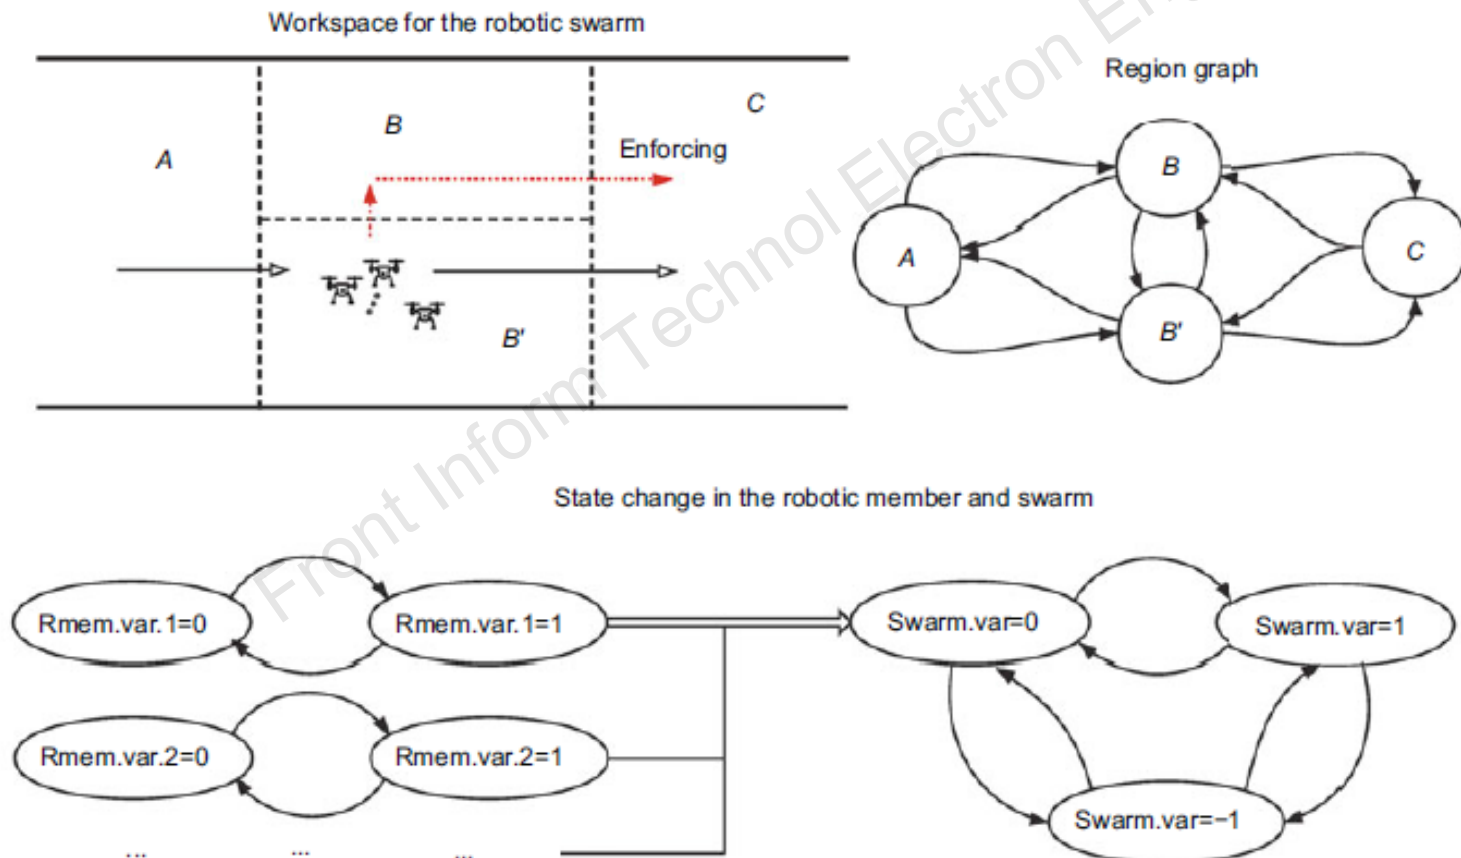 Workspace for the robotic swarm
Region graph
A
B
C
Enforcing
B'
A
B
B'
C
State change in the robotic member and swarm
Rmem.var.1=0
Rmem.var.1=1
Swarm.var=0
Swarm.var=1
Rmem.var.2=0
Rmem.var.2=1
Swarm.var=−1
...
...
...
Front Inform Technol Electron En